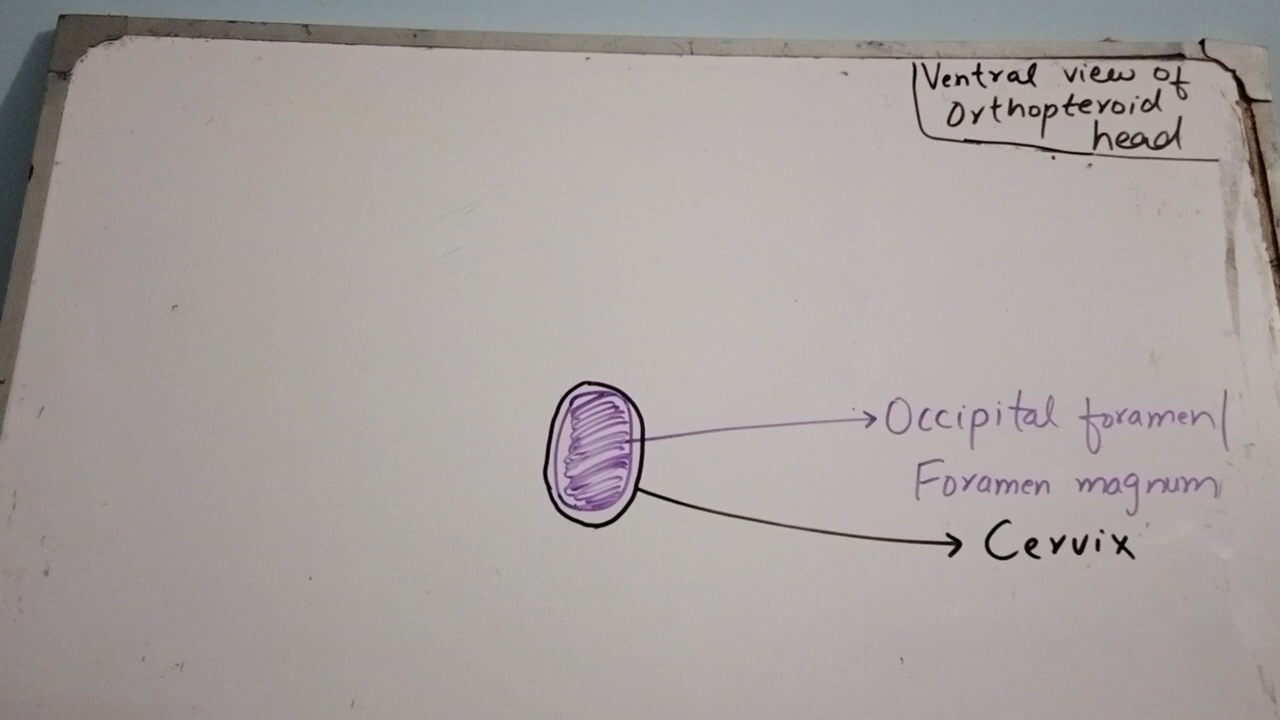 Ventral view of
Orthopteroid
head
Occipital foramen/
Foramen magnum
Cervix